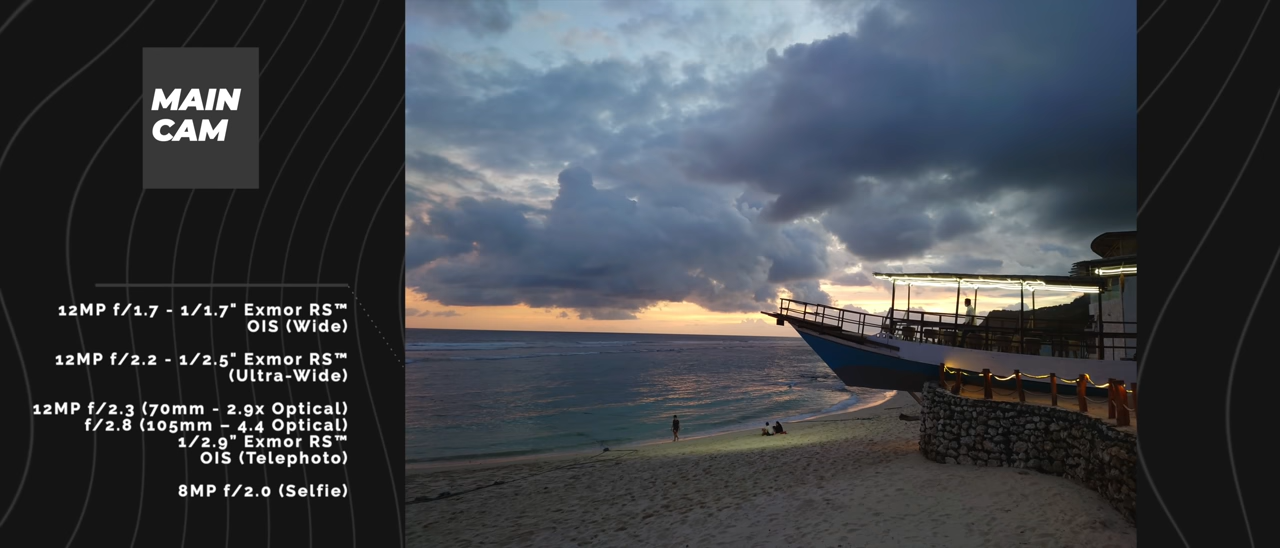 MAIN
CAM
12MP f/1.7 - 1/1.7" Exmor RS™
OIS (Wide)
12MP f/2.2 - 1/2.5" Exmor RS™
(Ultra-Wide)
12MP f/2.3 (70mm - 2.9x Optical)
f/2.8 (105mm – 4.4 Optical)
1/2.9" Exmor RS™
OIS (Telephoto)
8MP f/2.0 (Selfie)